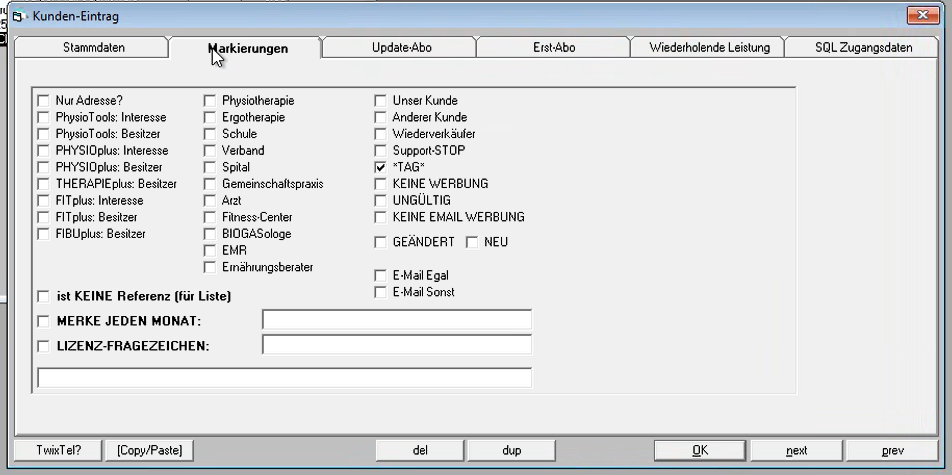 Kunden-Eintrag
Stammdaten
Markierungen
Update-Abo
Erst-Abo
Wiederholende Leistung
SQL Zugangsdaten
Nur Adresse?
PhysioTools: Interesse
PhysioTools: Besitzer
PHYSIOplus: Interesse
PHYSIOplus: Besitzer
THERAPIEplus: Besitzer
FITplus: Interesse
FITplus: Besitzer
FIBUplus: Besitzer
Physiotherapie
Ergotherapie
Schule
Verband
Spital
Gemeinschaftspraxis
Arzt
Fitness-Center
BIOGASologe
EMR
Ernährungsberater
Unser Kunde
Anderer Kunde
Wiederverkäufer
Support-STOP
*TAG*
KEINE WERBUNG
UNGÜLTIG
KEINE EMAIL WERBUNG
GEÄNDERT
NEU
E-Mail Egal
E-Mail Sonst
ist KEINE Referenz (für Liste)
MERKE JEDEN MONAT:
LIZENZ-FRAGEZEICHEN:
TwixTel?
[Copy/Paste]
del
dup
OK
next
prev